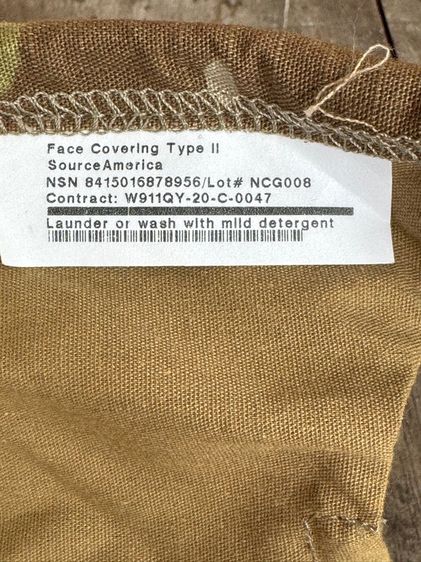 Face Covering Type II
SourceAmerica
NSN 8415016878956/Lot# NCG008
Contract: W911QY-20-C-0047
Launder or wash with mild detergent